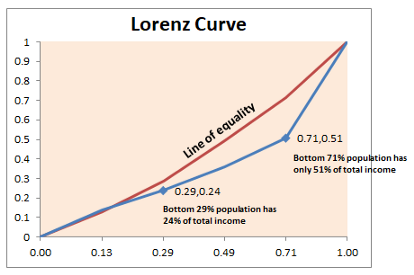 Lorenz Curve
1
0.9
0.8
0.7
0.6
0.5
0.4
0.3
0.2
0.1
0
Line of equality
0.71,0.51
Bottom 71% population has
only 51% of total income
0.29,0.24
Bottom 29% population has
24% of total income
0.00 0.13 0.29 0.49 0.71 1.00